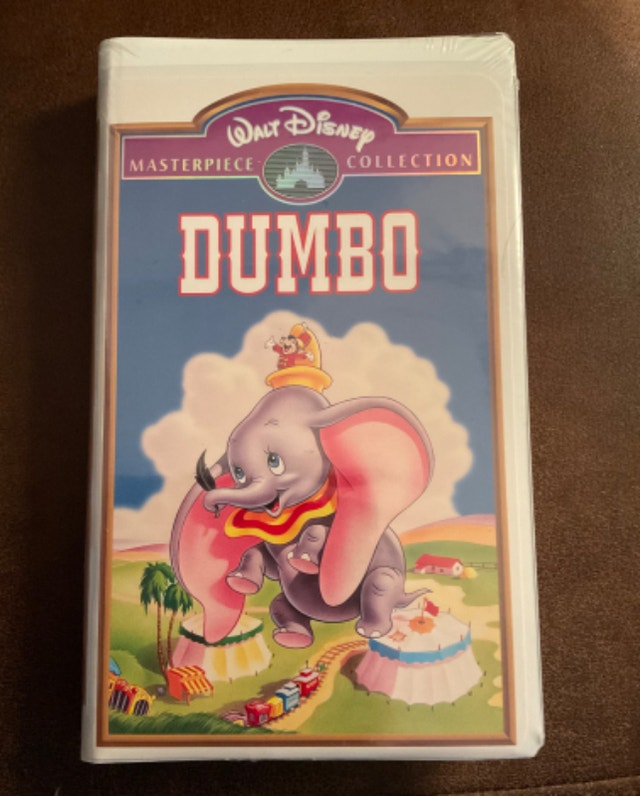 Walt Disney
MASTERPIECE COLLECTION
DUMBO